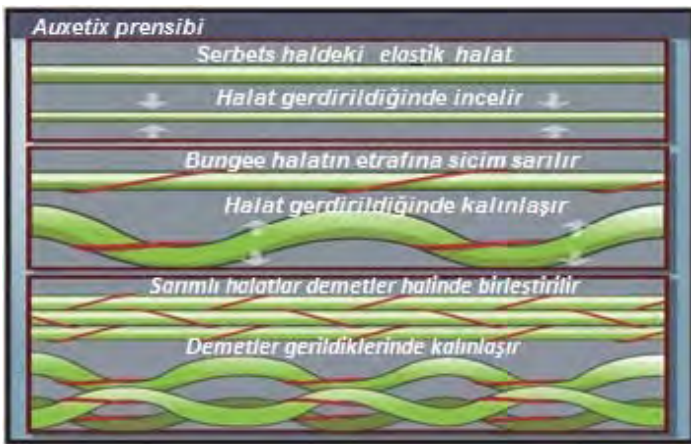 Auxetix prensibi
Serbets haldeki elastik halat
Halat gerdirildiğinde incelir
Bungee halatın etrafına sicim sarılır
Halat gerdirildiğinde kalınlaşır
Sarımlı halatlar demetler halinde birleştirilir
Demetler gerildiklerinde kalınlaşır